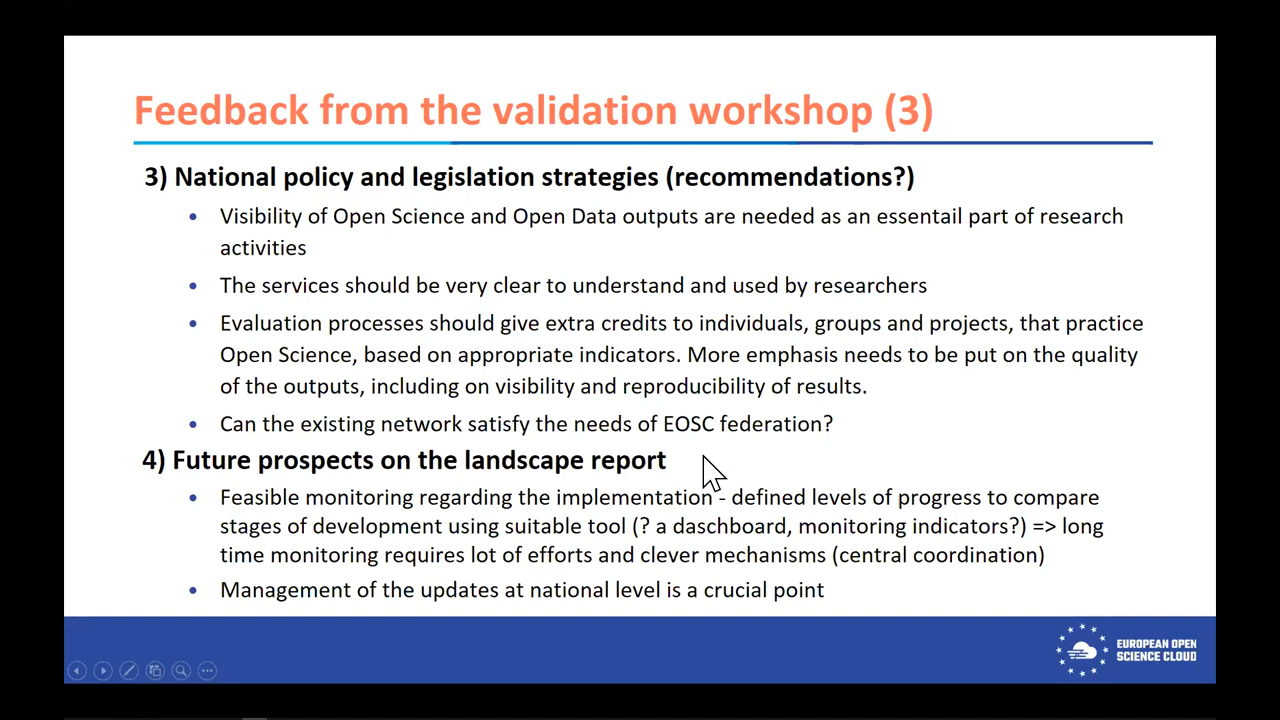 Feedback from the validation workshop (3)
3) National policy and legislation strategies (recommendations?)
• Visibility of Open Science and Open Data outputs are needed as an essentail part of research
activities
• The services should be very clear to understand and used by researchers
• Evaluation processes should give extra credits to individuals, groups and projects, that practice
Open Science, based on appropriate indicators. More emphasis needs to be put on the quality
of the outputs, including on visibility and reproducibility of results.
• Can the existing network satisfy the needs of EOSC federation?
4) Future prospects on the landscape report
• Feasible monitoring regarding the implementation - defined levels of progress to compare
stages of development using suitable tool (? a daschboard, monitoring indicators?) => long
time monitoring requires lot of efforts and clever mechanisms (central coordination)
• Management of the updates at national level is a crucial point
EUROPEAN OPEN
SCIENCE CLOUD